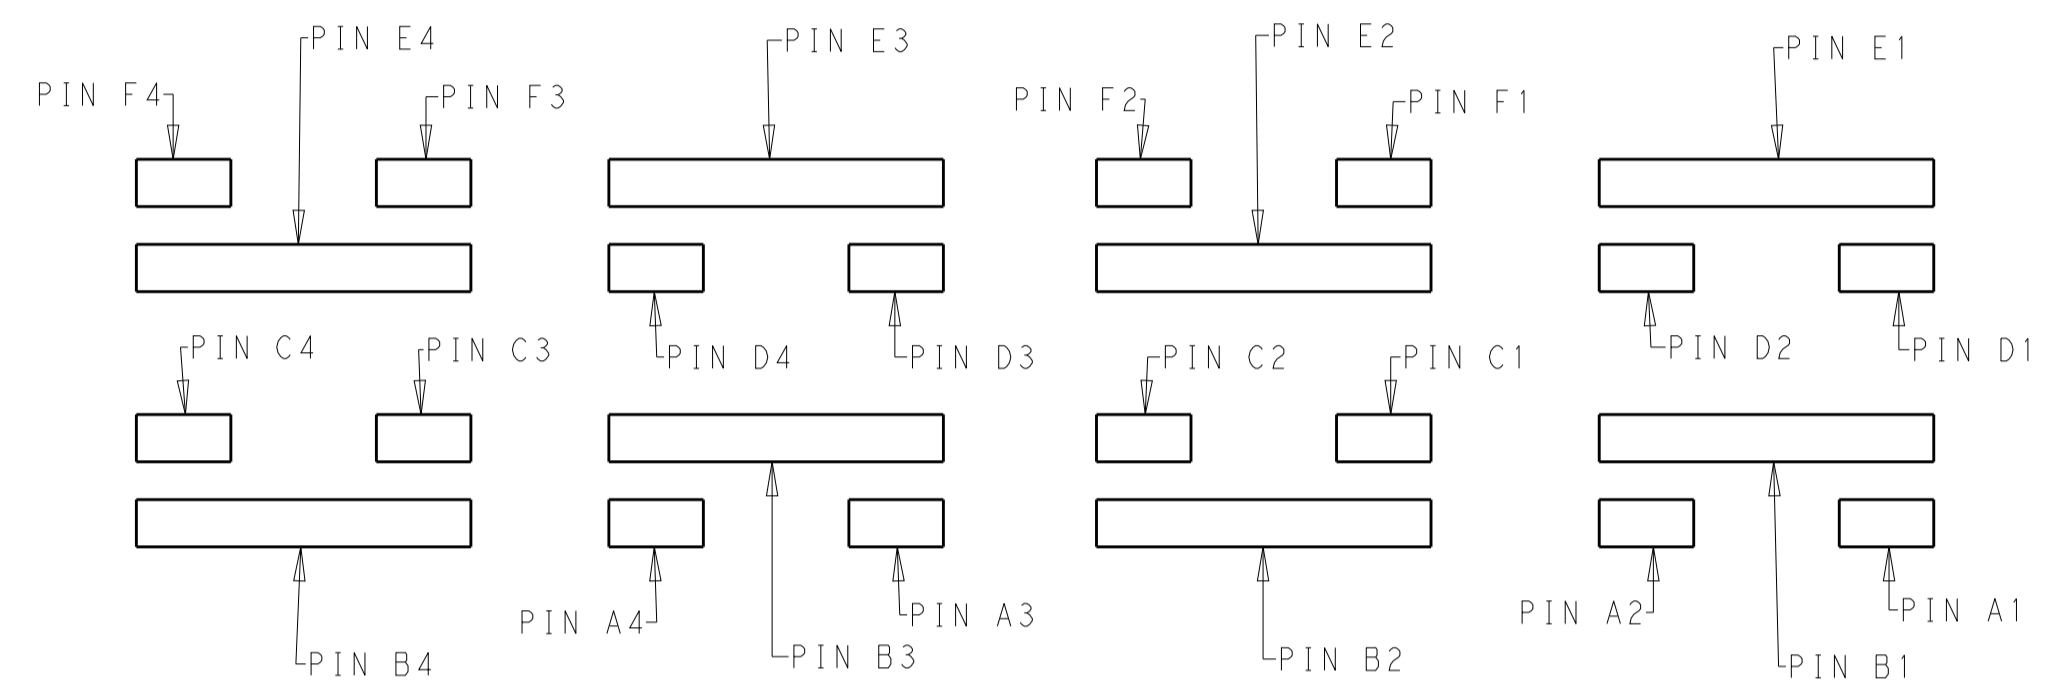 PIN E4
PIN E3
PIN E2
PIN E1
PIN F4
PIN F3
PIN F2
PIN F1
PIN C4
PIN C3
PIN D4
PIN D3
PIN C2
PIN C1
PIN D2
PIN D1
PIN A4
PIN A3
PIN A2
PIN A1
PIN B4
PIN B3
PIN B2
PIN B1